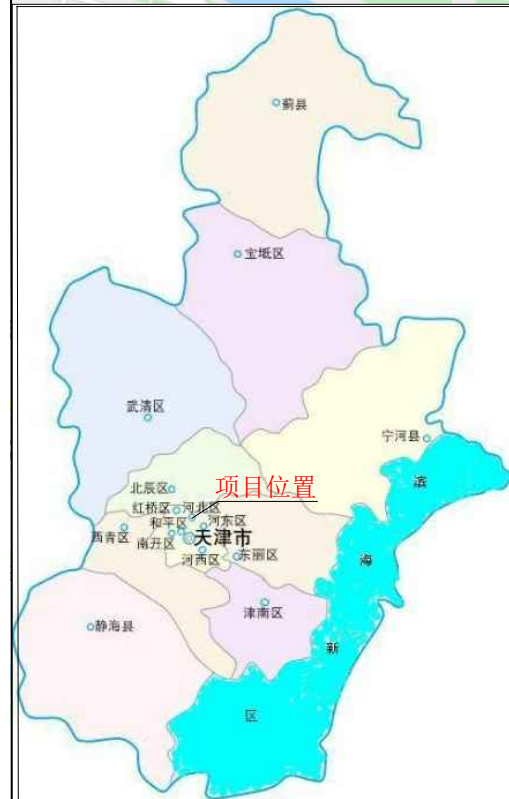 蓟县
宝坻区
武清区
宁河县
滨
北辰区
项目位置
红桥区
河北区
和平区
河东区
西青区
南开区
天津市
河西区
东丽区
海
津南区
静海县
新
区